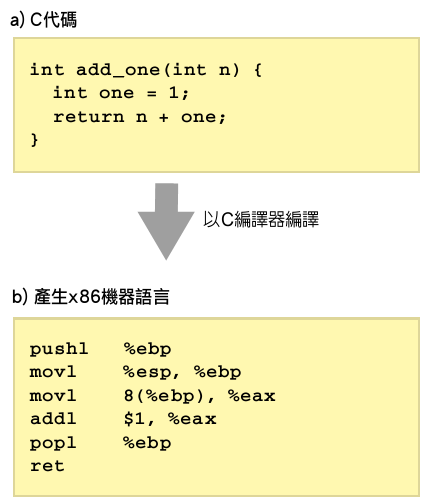 a) C代碼
int add_one(int n) {
  int one = 1;
  return n + one;
}
以C編譯器編譯
b) 產生x86機器語言
pushl   %ebp
movl    %esp, %ebp
movl    8(%ebp), %eax
addl    $1, %eax
popl    %ebp
ret